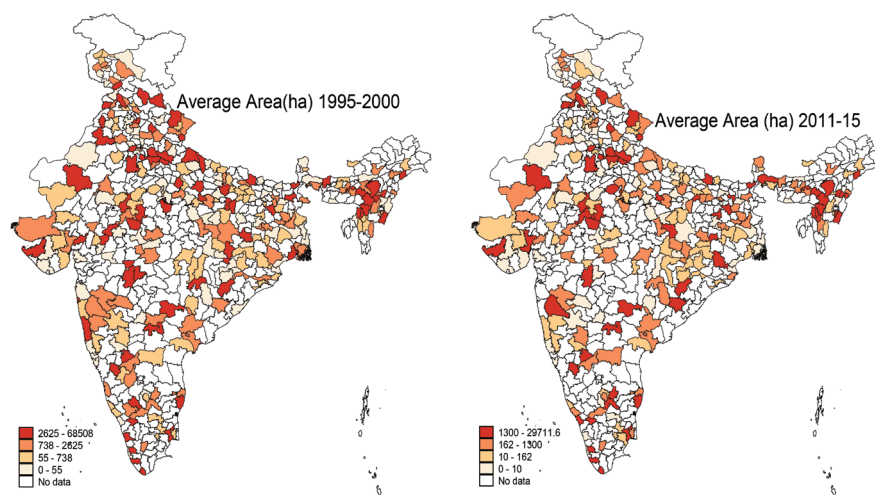 Average Area(ha) 1995-2000
2625 - 68508
738 - 2625
55 - 738
0 - 55
No data
Average Area (ha) 2011-15
1300 - 29711.6
162 - 1300
10 - 162
0 - 10
No data